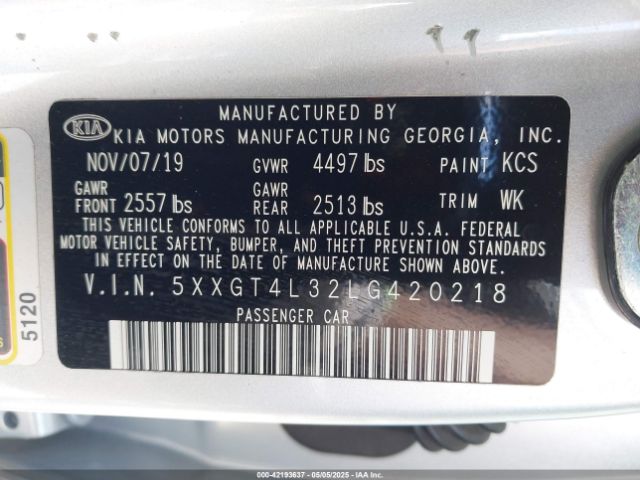 MANUFACTURED BY
KIA KIA MOTORS MANUFACTURING GEORGIA, INC.
NOV/07/19 GVWR 4497 lbs PAINT KCS
GAWR FRONT 2557 lbs GAWR REAR 2513 lbs TRIM WK
THIS VEHICLE CONFORMS TO ALL APPLICABLE U.S.A. FEDERAL
MOTOR VEHICLE SAFETY, BUMPER, AND THEFT PREVENTION STANDARDS
IN EFFECT ON THE DATE OF MANUFACTURE SHOWN ABOVE.
V.I.N. 5XXGT4L32LG420218
PASSENGER CAR
5120
000-42193637 - 05/05/2025 - IAA Inc.